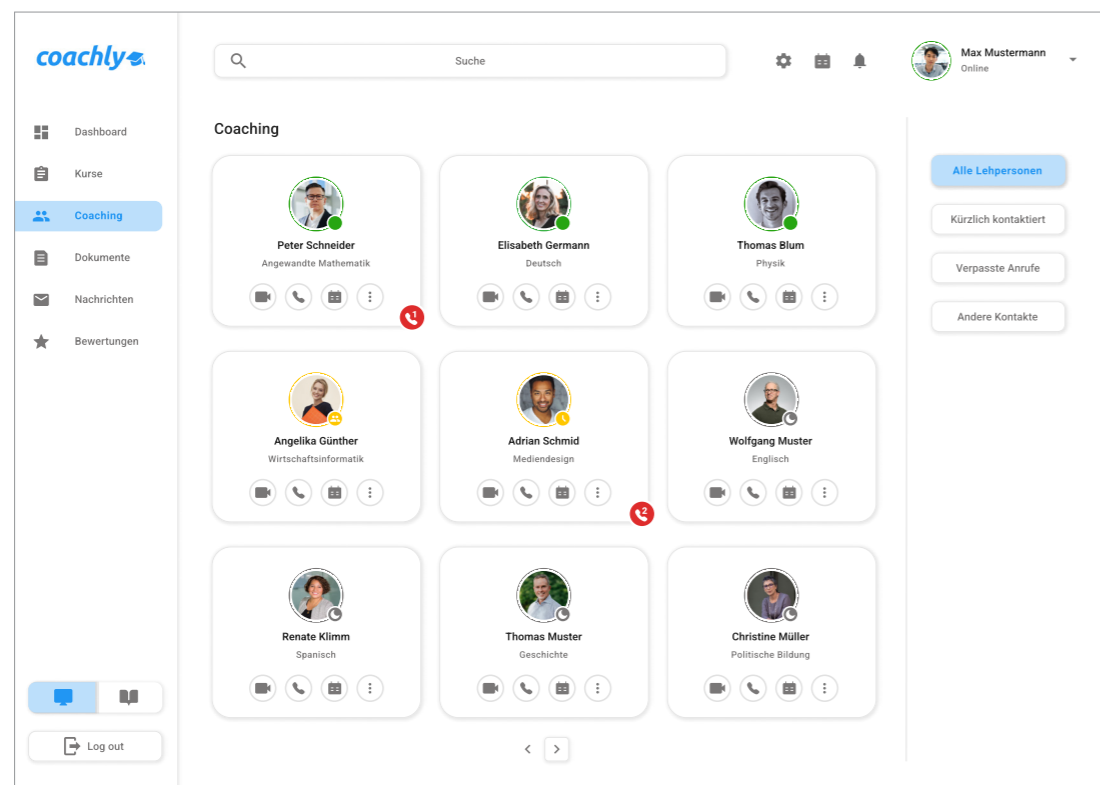 coachly
Suche
Max Mustermann
Online
Dashboard
Kurse
Coaching
Dokumente
Nachrichten
Bewertungen
Log out
Coaching
Peter Schneider
Angewandte Mathematik
1
Elisabeth Germann
Deutsch
Thomas Blum
Physik
Angelika Günther
Wirtschaftsinformatik
Adrian Schmid
Mediendesign
2
Wolfgang Muster
Englisch
Renate Klimm
Spanisch
Thomas Muster
Geschichte
Christine Müller
Politische Bildung
Alle Lehpersonen
Kürzlich kontaktiert
Verpasste Anrufe
Andere Kontakte